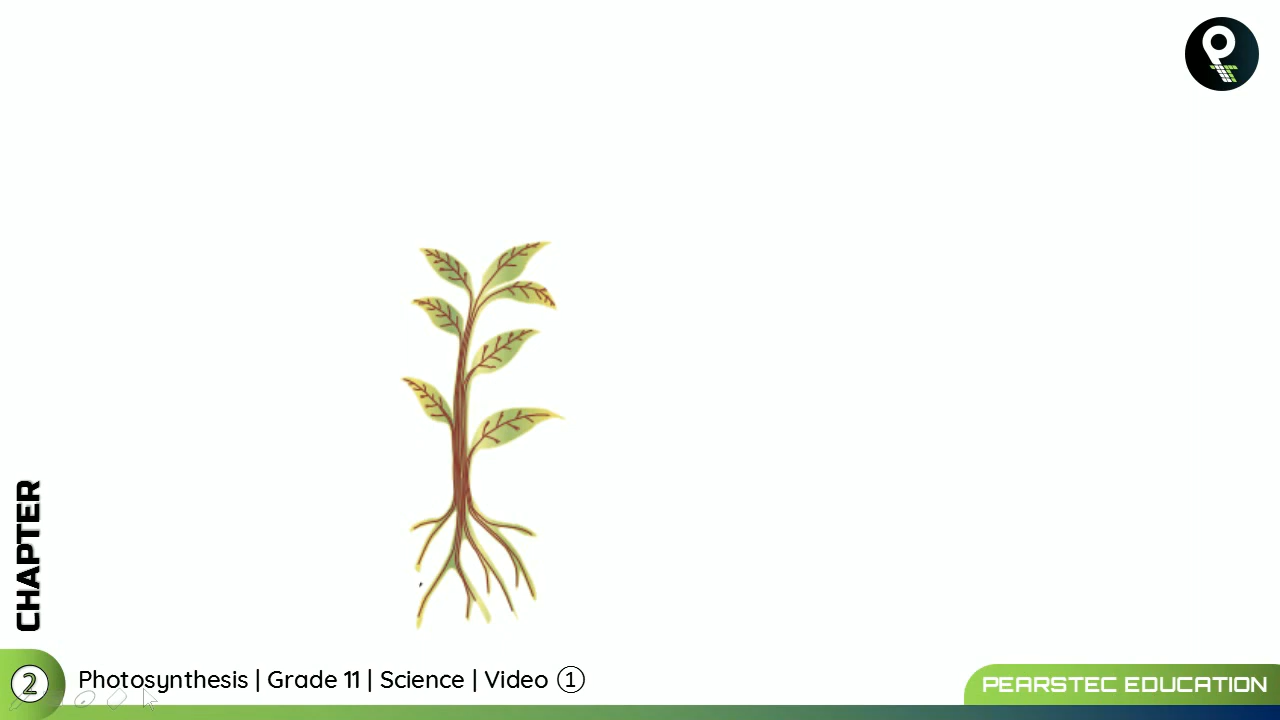 CHAPTER
2
Photosynthesis | Grade 11 | Science | Video ①
PEARSTEC EDUCATION